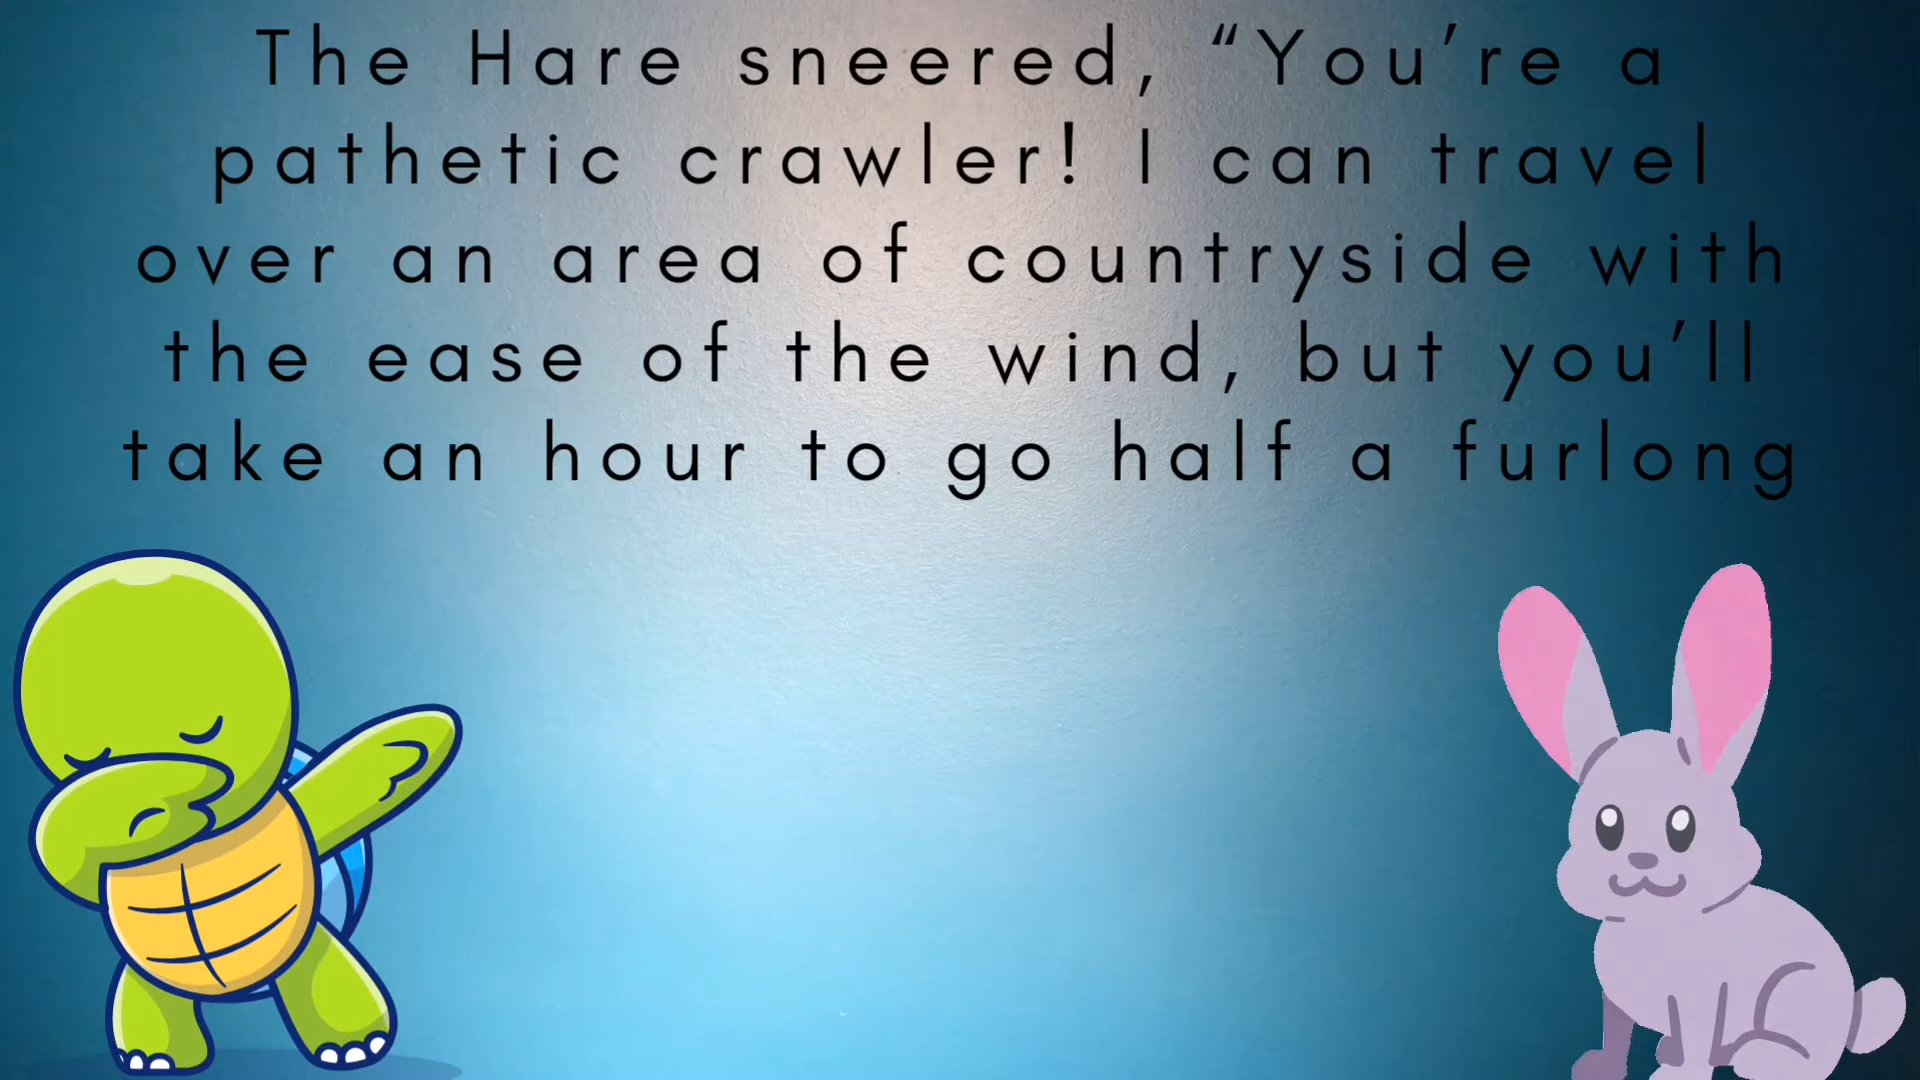 The Hare sneered, “You’re a
pathetic crawler! I can travel
over an area of countryside with
the ease of the wind, but you’ll
take an hour to go half a furlong